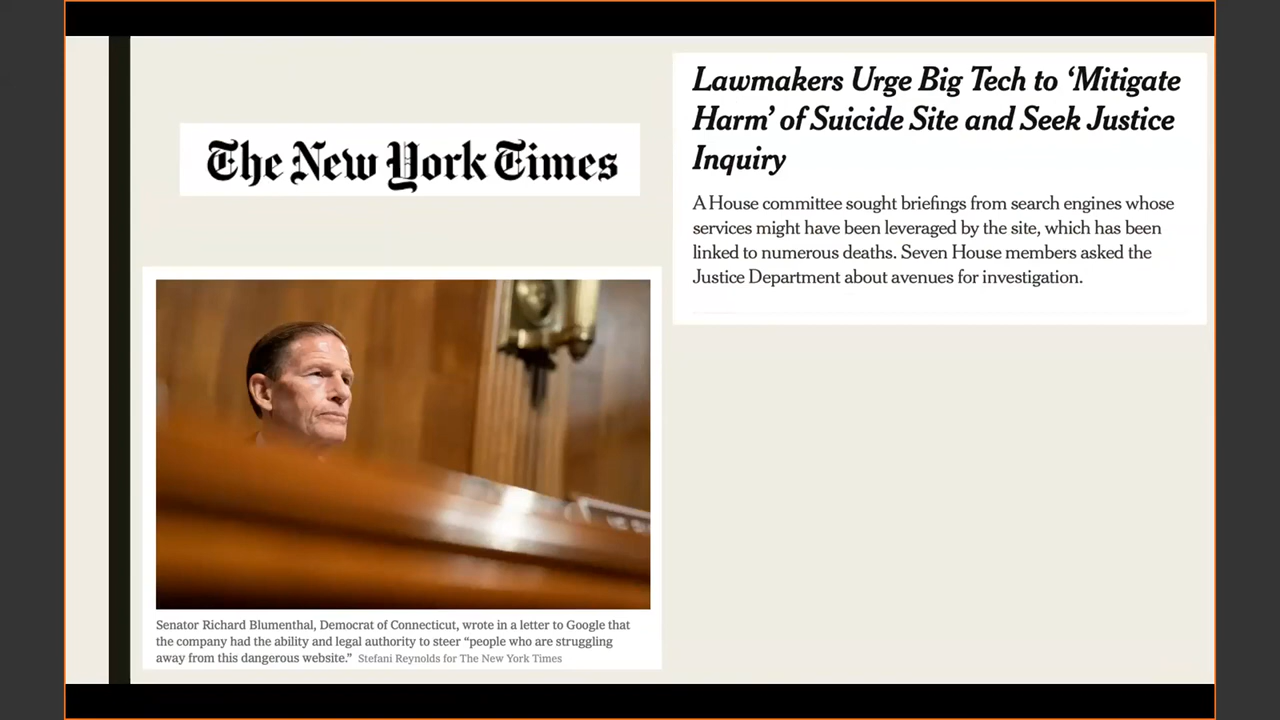 The New York Times
Lawmakers Urge Big Tech to ‘Mitigate
Harm’ of Suicide Site and Seek Justice
Inquiry
A House committee sought briefings from search engines whose
services might have been leveraged by the site, which has been
linked to numerous deaths. Seven House members asked the
Justice Department about avenues for investigation.
Senator Richard Blumenthal, Democrat of Connecticut, wrote in a letter to Google that
the company had the ability and legal authority to steer “people who are struggling
away from this dangerous website.” Stefani Reynolds for The New York Times